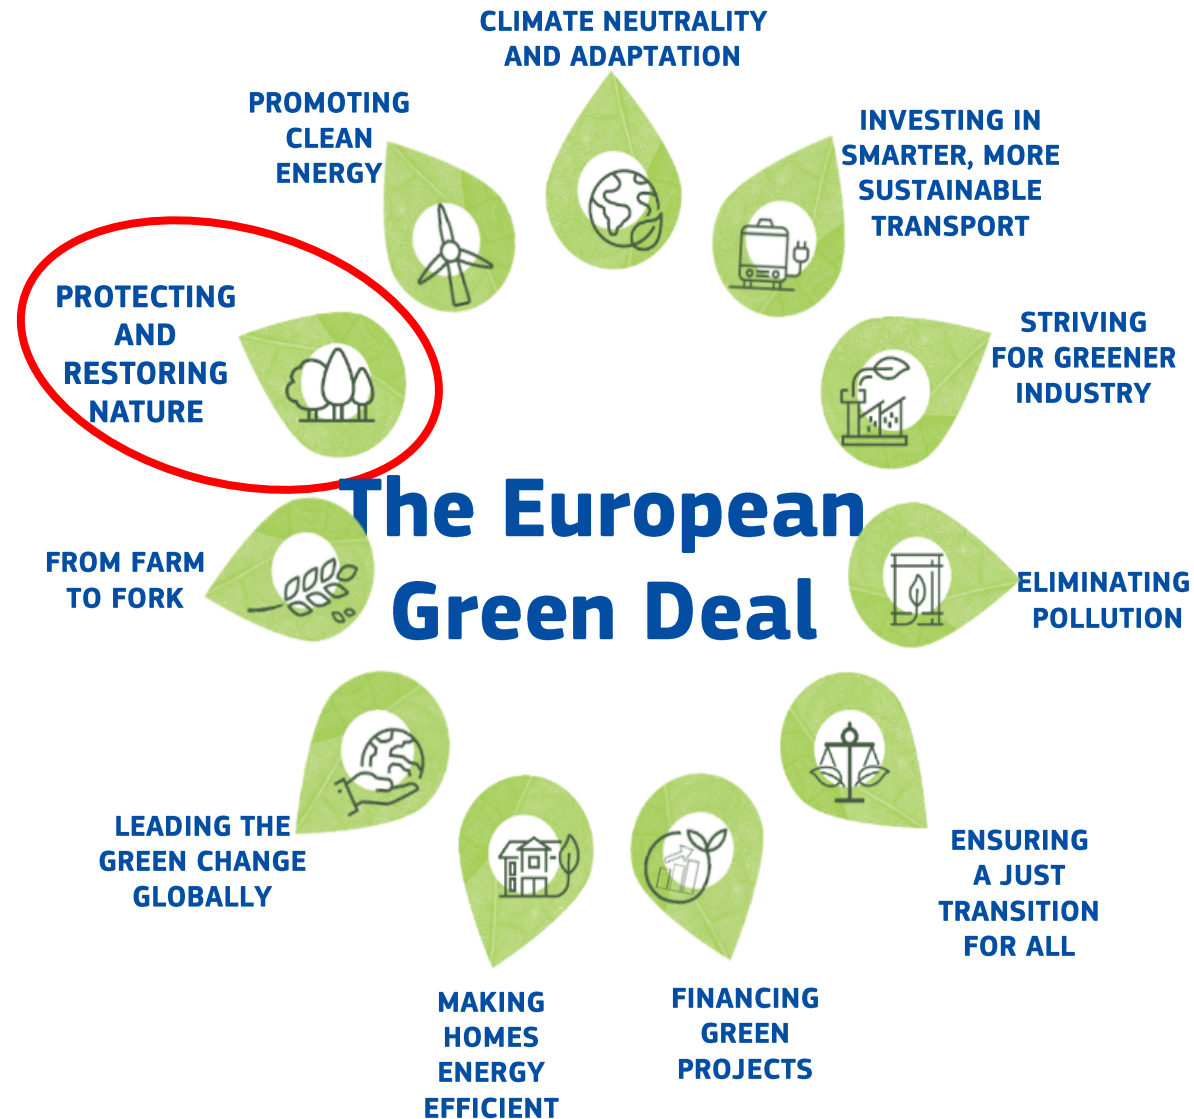 CLIMATE NEUTRALITY
AND ADAPTATION
PROMOTING
CLEAN
ENERGY
INVESTING IN
SMARTER, MORE
SUSTAINABLE
TRANSPORT
PROTECTING
AND
RESTORING
NATURE
STRIVING
FOR GREENER
INDUSTRY
The European
Green Deal
FROM FARM
TO FORK
ELIMINATING
POLLUTION
LEADING THE
GREEN CHANGE
GLOBALLY
ENSURING
A JUST
TRANSITION
FOR ALL
MAKING
HOMES
ENERGY
EFFICIENT
FINANCING
GREEN
PROJECTS